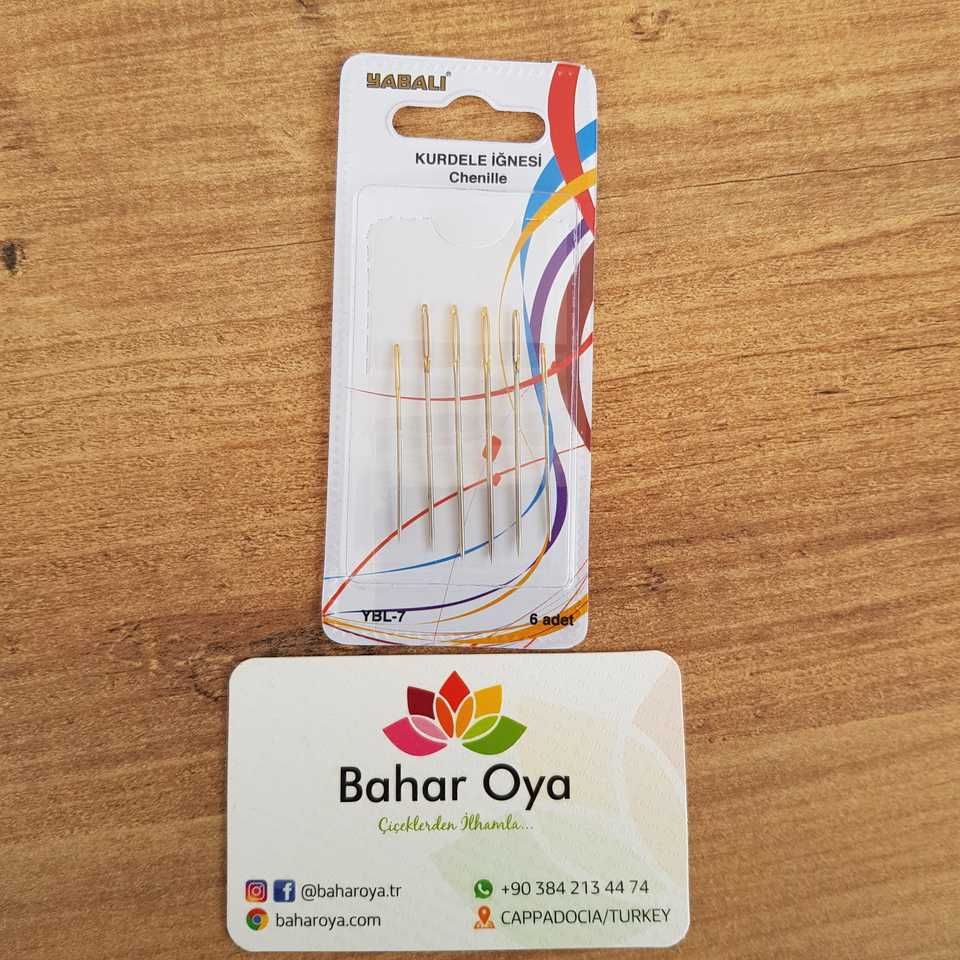 YABALI®
KURDELE İĞNESİ
Chenille
YBL-7
6 adet
Bahar Oya
Çiçeklerden İlhamla...
@baharoya.tr
+90 384 213 44 74
baharoya.com
CAPPADOCIA/TURKEY